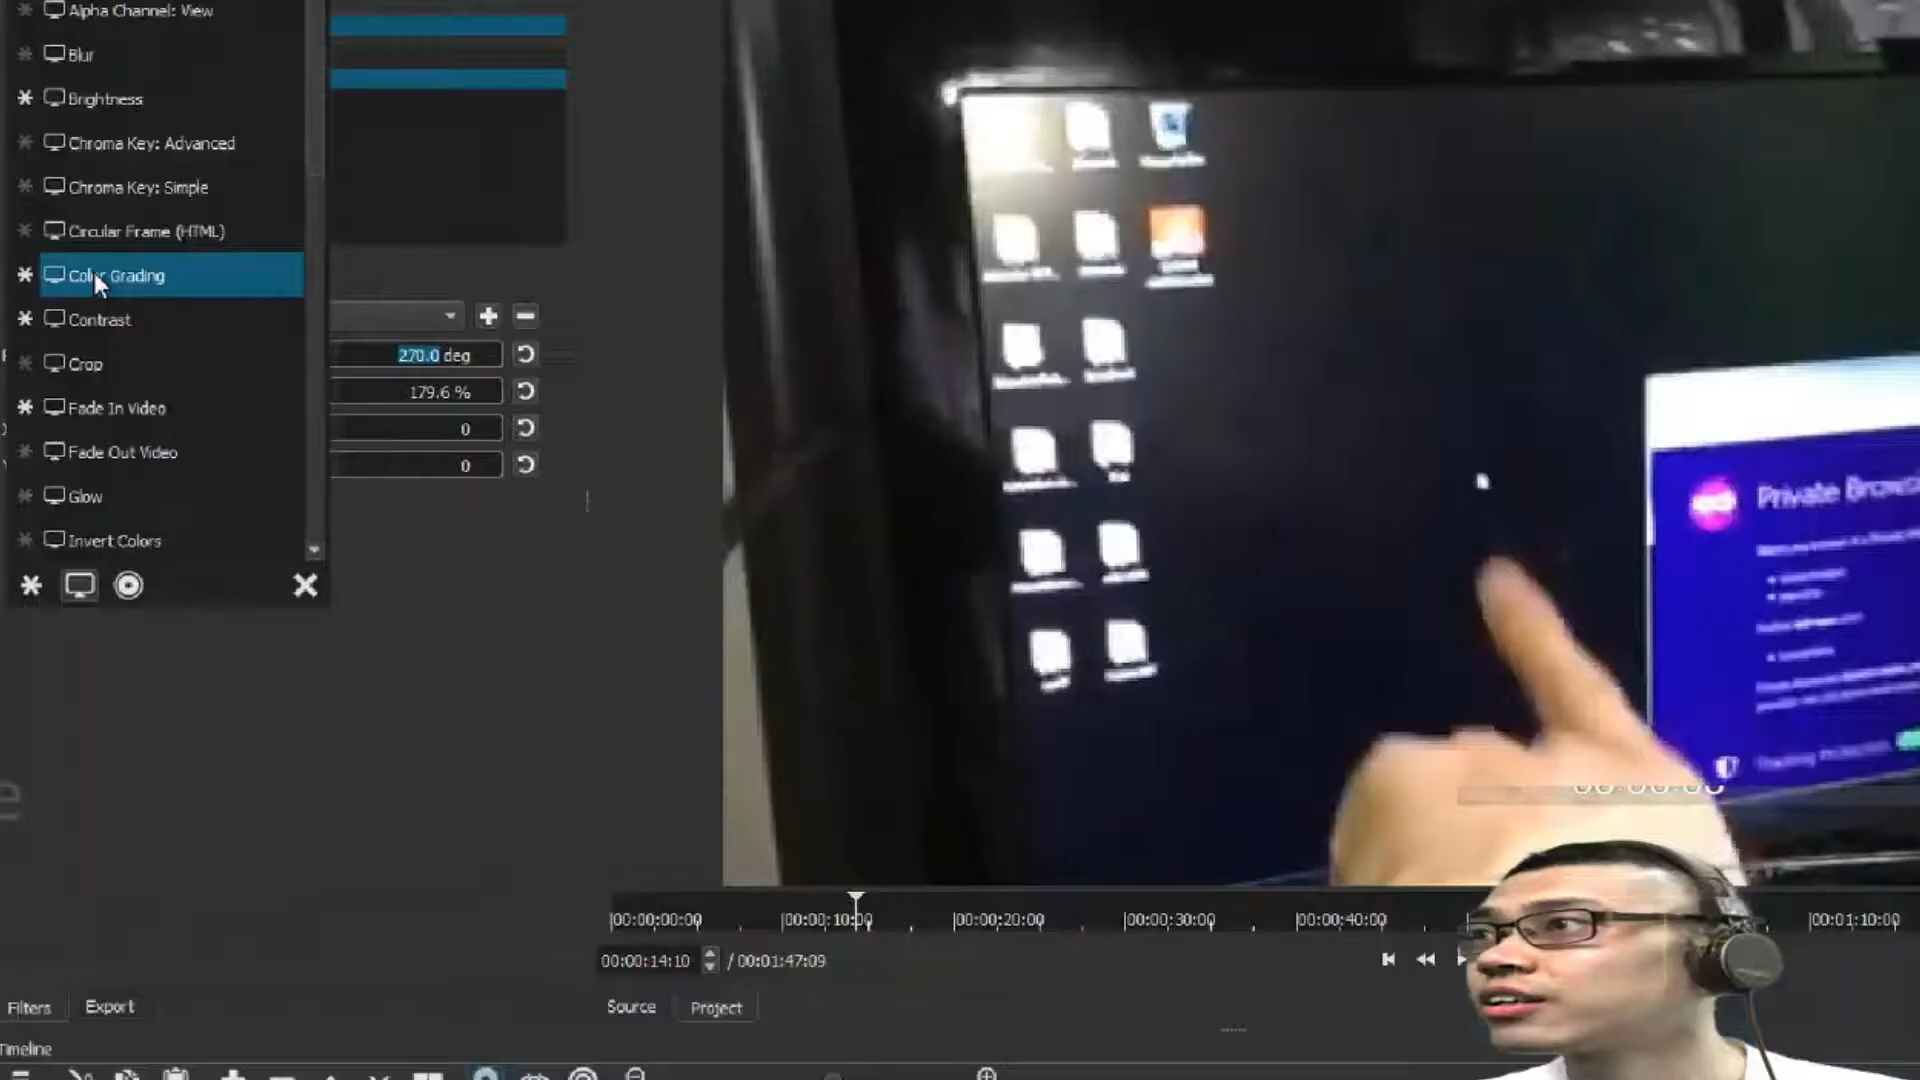 Alpha Channel: View
Blur
Brightness
Chroma Key: Advanced
Chroma Key: Simple
Circular Frame (HTML)
Color Grading
Contrast
Crop
Fade In Video
Fade Out Video
Glow
Invert Colors
270.0 deg
179.6 %
0
0
Private Brows
00:00:00:00
00:00:10:00
00:00:20:00
00:00:30:00
00:00:40:00
00:01:10:00
00:00:14:10 / 00:01:47:09
Filters
Export
Source
Project
Timeline